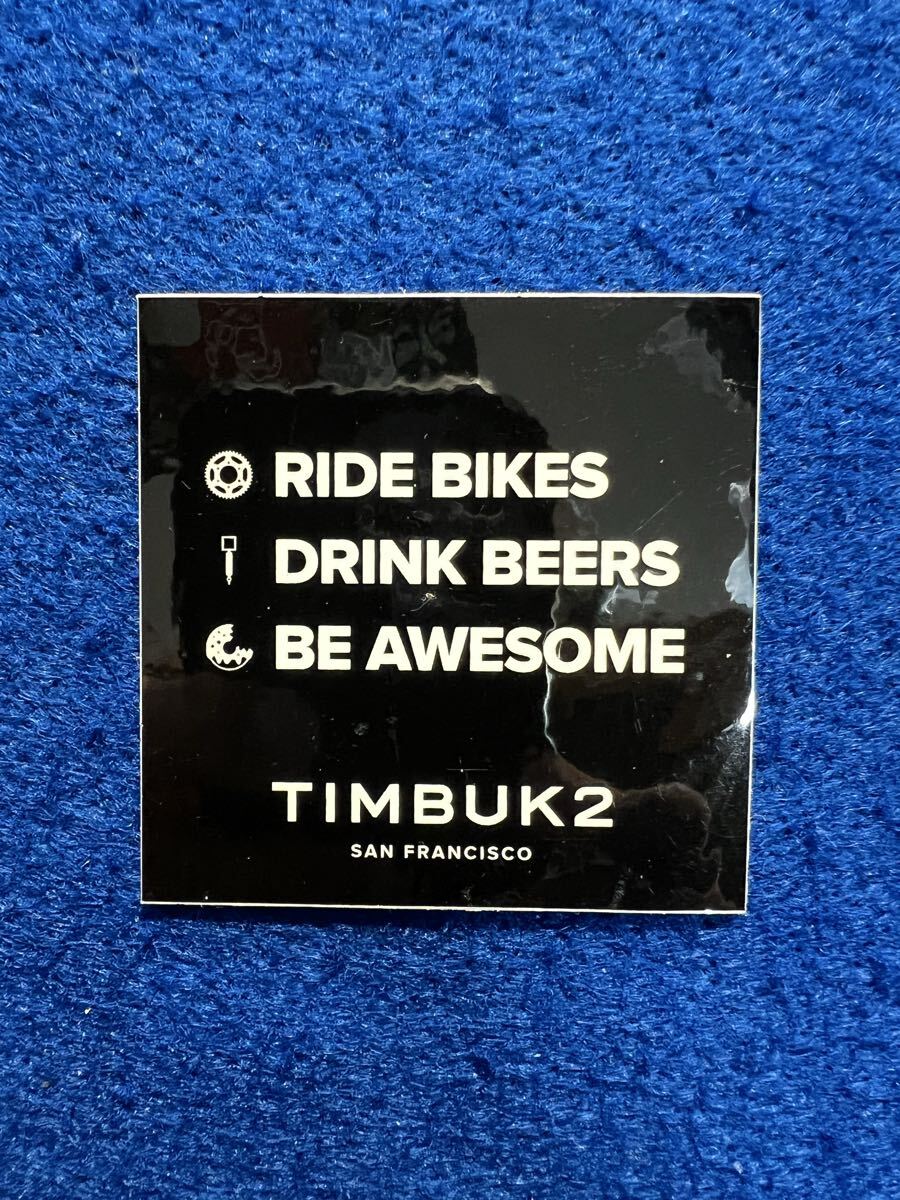 RIDE BIKES
DRINK BEERS
BE AWESOME
TIMBUK2
SAN FRANCISCO